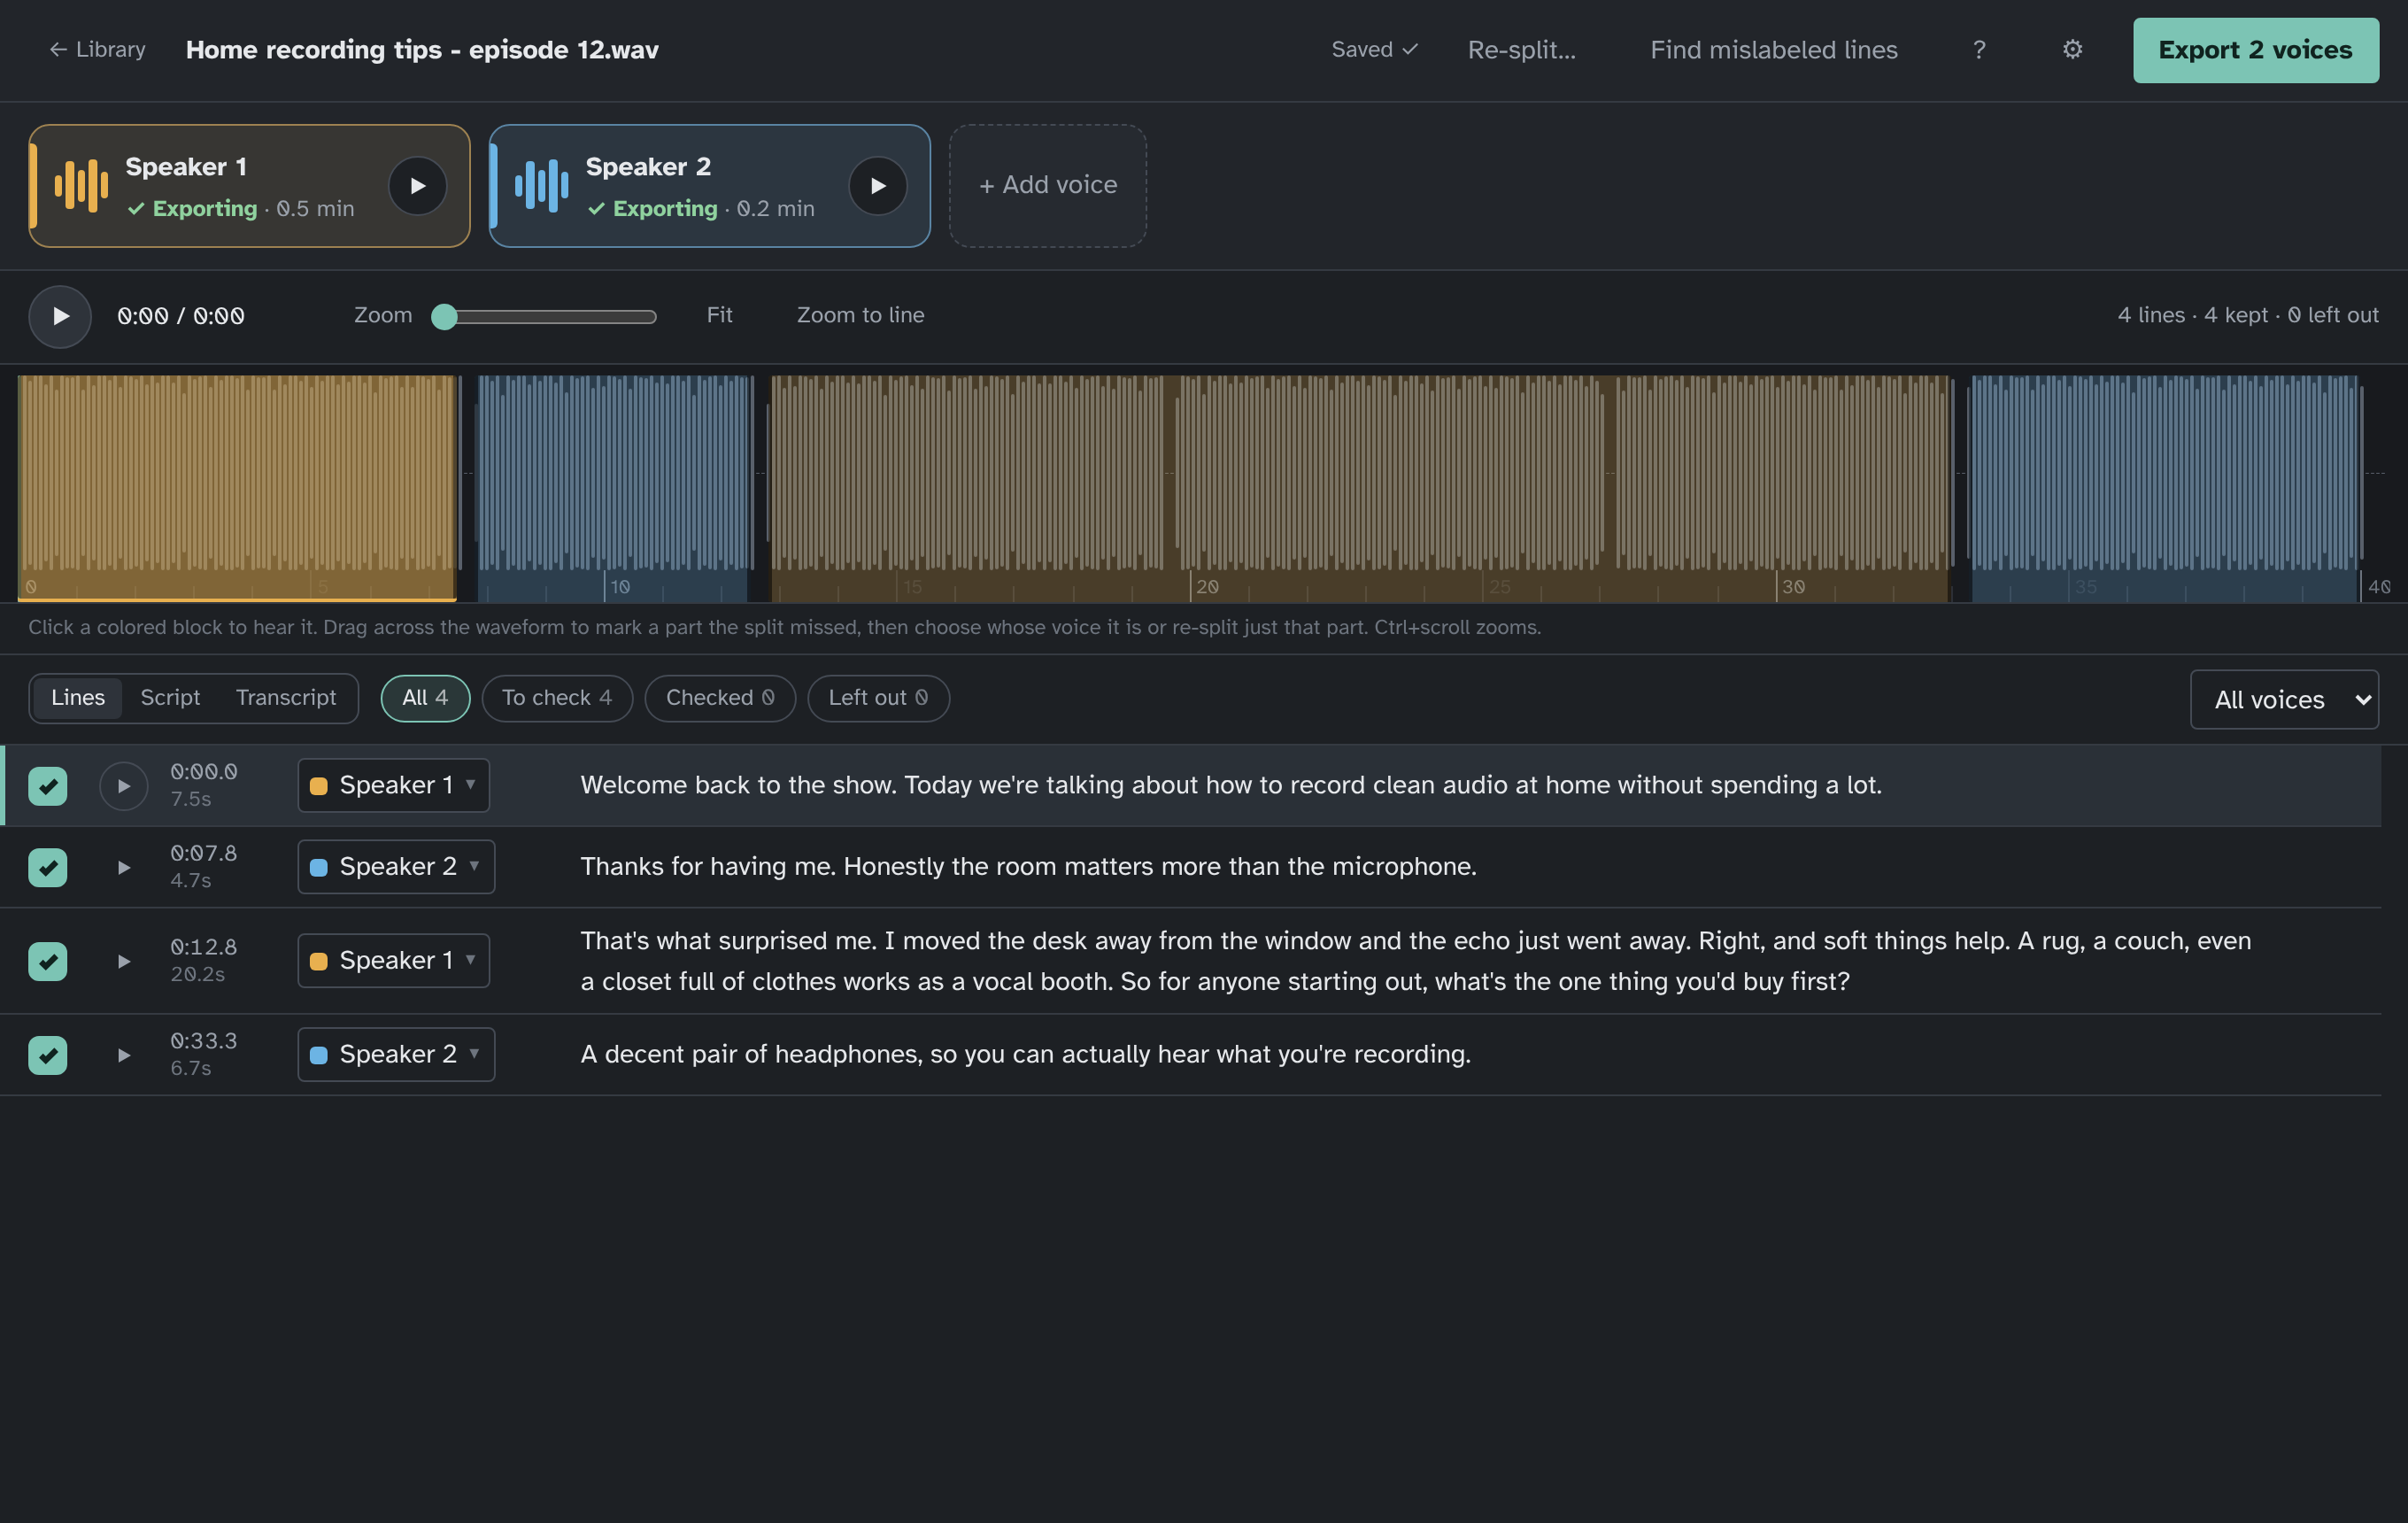 ← Library
Home recording tips - episode 12.wav
Saved ✓
Re-split...
Find mislabeled lines
?
Export 2 voices
Speaker 1
✓ Exporting · 0.5 min
Speaker 2
✓ Exporting · 0.2 min
+ Add voice
0:00 / 0:00
Zoom
Fit
Zoom to line
4 lines · 4 kept · 0 left out
0 5 10 15 20 25 30 35 40
Click a colored block to hear it. Drag across the waveform to mark a part the split missed, then choose whose voice it is or re-split just that part. Ctrl+scroll zooms.
Lines
Script
Transcript
All 4
To check 4
Checked 0
Left out 0
All voices
0:00.0
7.5s
Speaker 1
Welcome back to the show. Today we're talking about how to record clean audio at home without spending a lot.
0:07.8
4.7s
Speaker 2
Thanks for having me. Honestly the room matters more than the microphone.
0:12.8
20.2s
Speaker 1
That's what surprised me. I moved the desk away from the window and the echo just went away. Right, and soft things help. A rug, a couch, even
a closet full of clothes works as a vocal booth. So for anyone starting out, what's the one thing you'd buy first?
0:33.3
6.7s
Speaker 2
A decent pair of headphones, so you can actually hear what you're recording.